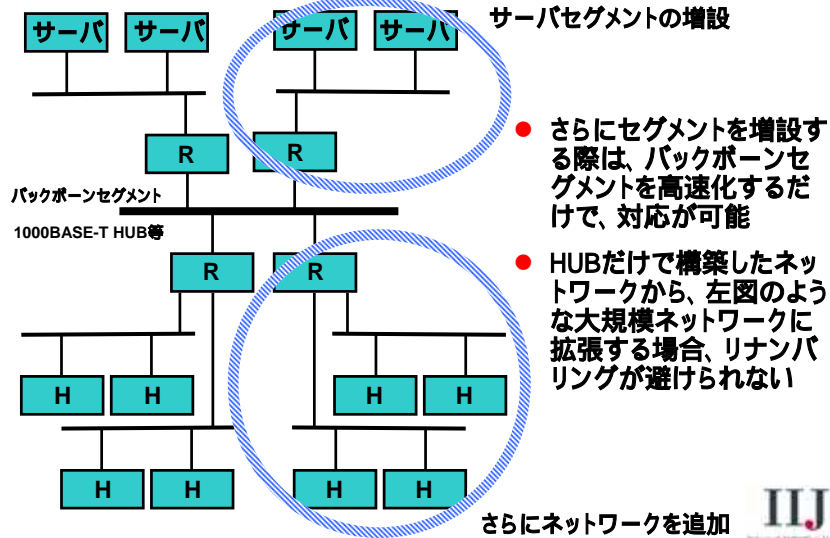 サーバセグメントの増設
サーバ
サーバ
サーバ
サーバ
R
R
バックボーンセグメント
1000BASE-T HUB等
R
R
H
H
H
H
H
H
H
H
● さらにセグメントを増設す
る際は、バックボーンセ
グメントを高速化するだ
けで、対応が可能
● HUBだけで構築したネッ
トワークから、左図のよう
な大規模ネットワークに
拡張する場合、リナンバ
リングが避けられない
さらにネットワークを追加
IIJ